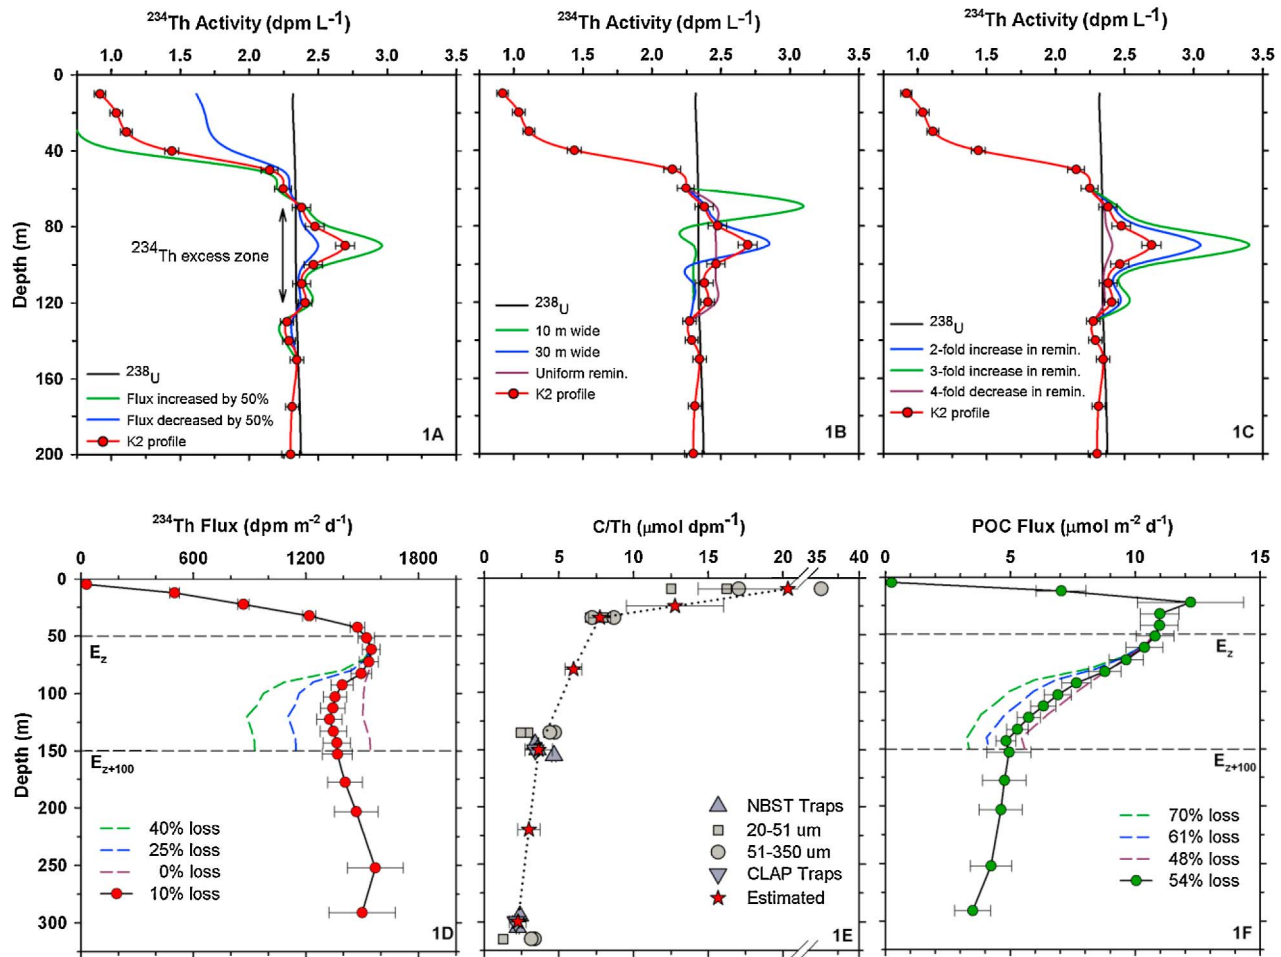 ²³⁴Th Activity (dpm L⁻¹)
1.0 1.5 2.0 2.5 3.0 3.5
0
40
80
120
160
200
Depth (m)
²³⁴Th excess zone
²³⁸U
Flux increased by 50%
Flux decreased by 50%
K2 profile
1A
²³⁴Th Activity (dpm L⁻¹)
1.0 1.5 2.0 2.5 3.0 3.5
²³⁸U
10 m wide
30 m wide
Uniform remin.
K2 profile
1B
²³⁴Th Activity (dpm L⁻¹)
1.0 1.5 2.0 2.5 3.0 3.5
²³⁸U
2-fold increase in remin.
3-fold increase in remin.
4-fold decrease in remin.
K2 profile
1C
²³⁴Th Flux (dpm m⁻² d⁻¹)
0 600 1200 1800
0
50
100
150
200
250
300
Depth (m)
E_z
E_z+100
40% loss
25% loss
0% loss
10% loss
1D
C/Th (μmol dpm⁻¹)
0 5 10 15 20 35 40
NBST Traps
20-51 um
51-350 um
CLAP Traps
Estimated
1E
POC Flux (μmol m⁻² d⁻¹)
0 5 10 15
E_z
E_z+100
70% loss
61% loss
48% loss
54% loss
1F